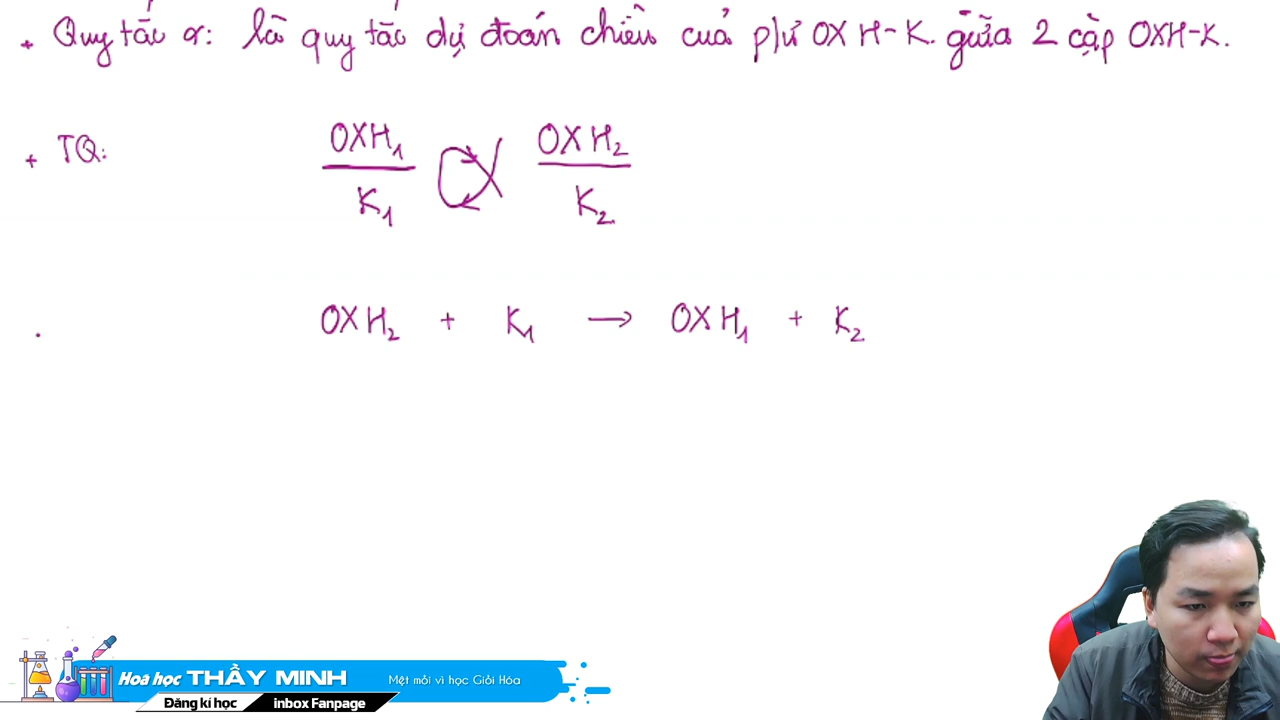 + Quy tắc α: là quy tắc dự đoán chiều của p/ư OXH-K. giữa 2 cặp OXH-K.
+ TQ: OXH₁ / K₁ α OXH₂ / K₂
OXH₂ + K₁ → OXH₁ + K₂
Hoá học THẦY MINH
Mệt mỏi vì học Giỏi Hóa
Đăng kí học inbox Fanpage